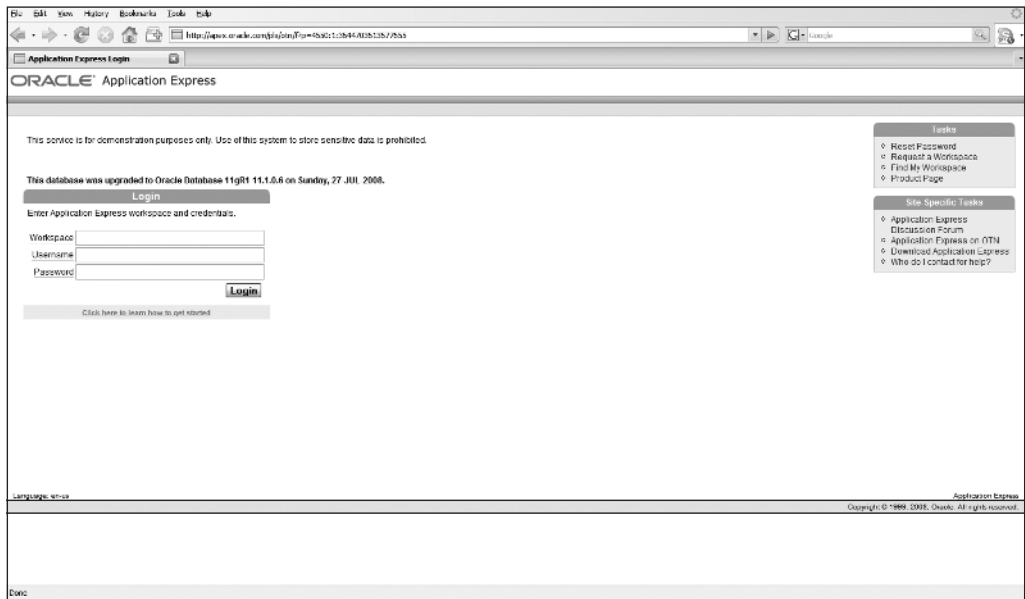 File Edit View History Bookmarks Tools Help
Google
Application Express Login
ORACLE Application Express
This service is for demonstration purposes only. Use of this system to store sensitive data is prohibited.
This database was upgraded to Oracle Database 11gR1 11.1.0.6 on Sunday, 27 JUL 2008.
Login
Enter Application Express workspace and credentials.
Workspace
Username
Password
Login
Click here to learn how to get started
Tasks
Reset Password
Request a Workspace
Find My Workspace
Product Page
Site Specific Tasks
Application Express
Discussion Forum
Application Express on OTN
Download Application Express
Who do I contact for help?
Language: en-us
Application Express
Copyright © 1999, 2008, Oracle. All rights reserved.
Done